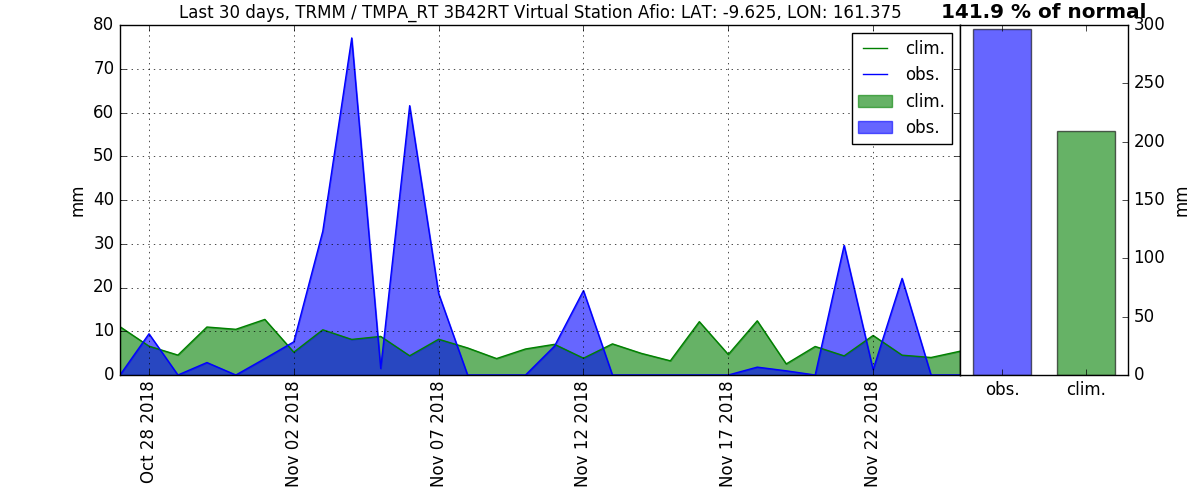 Last 30 days, TRMM / TMPA_RT 3B42RT Virtual Station Afio: LAT: -9.625, LON: 161.375
141.9 % of normal
80
70
60
50
40
30
20
10
0
mm
clim.
obs.
clim.
obs.
Oct 28 2018
Nov 02 2018
Nov 07 2018
Nov 12 2018
Nov 17 2018
Nov 22 2018
300
250
200
150
100
50
0
mm
obs.
clim.